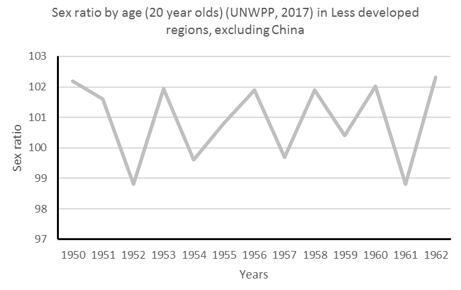 Sex ratio by age (20 year olds) (UNWPP, 2017) in Less developed
regions, excluding China
103
102
101
100
99
98
97
Sex ratio
1950 1951 1952 1953 1954 1955 1956 1957 1958 1959 1960 1961 1962
Years